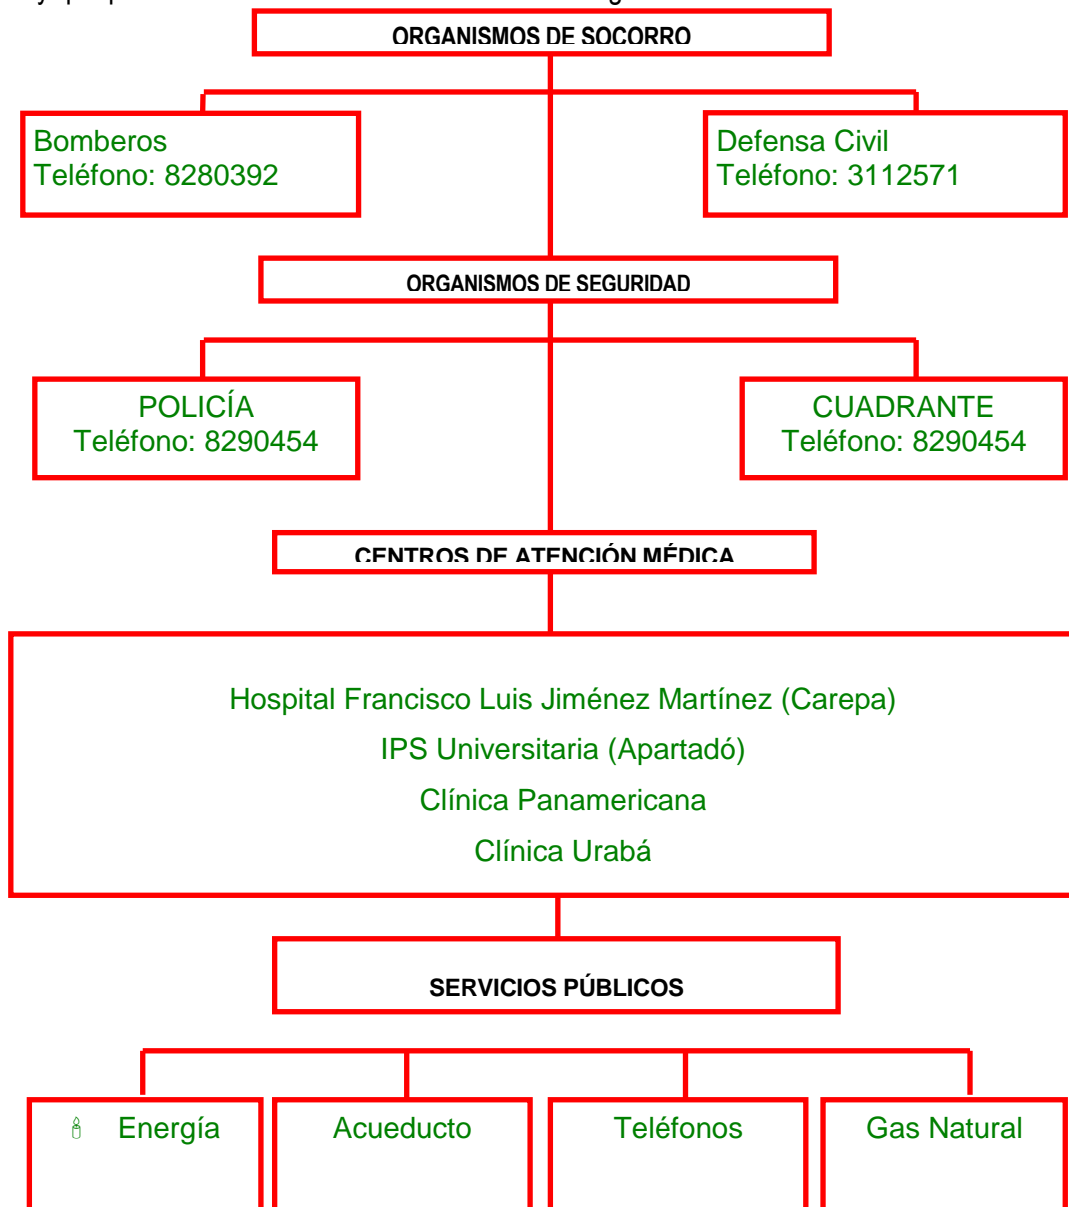 ORGANISMOS DE SOCORRO
Bomberos
Teléfono: 8280392
Defensa Civil
Teléfono: 3112571
ORGANISMOS DE SEGURIDAD
POLICÍA
Teléfono: 8290454
CUADRANTE
Teléfono: 8290454
CENTROS DE ATENCIÓN MÉDICA
Hospital Francisco Luis Jiménez Martínez (Carepa)
IPS Universitaria (Apartadó)
Clínica Panamericana
Clínica Urabá
SERVICIOS PÚBLICOS
Energía
Acueducto
Teléfonos
Gas Natural